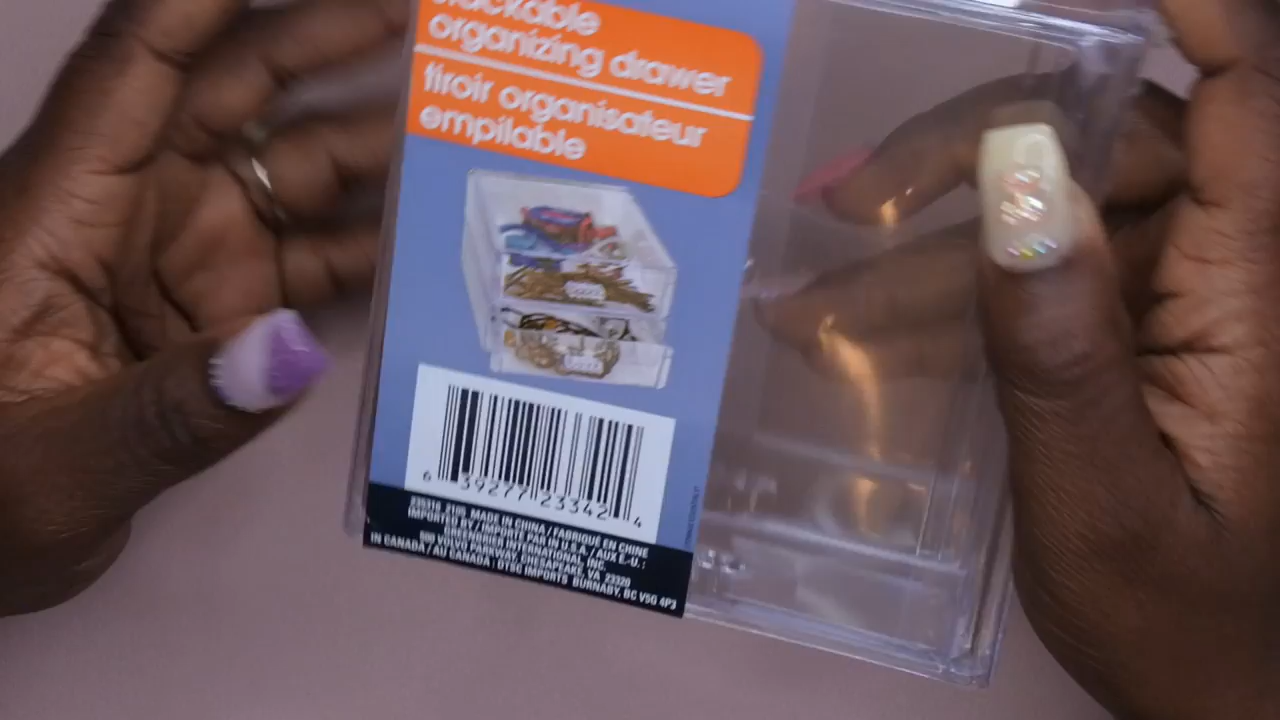 stackable
organizing drawer
tiroir organisateur
empilable
6 39277 23342 4
MADE IN CHINA / FABRIQUÉ EN CHINE
IMPORTED BY / IMPORTÉ PAR IN U.S.A. / AUX É.-U.:
GREENBRIER INTERNATIONAL, INC.
PARKWAY, CHESAPEAKE, VA 23320
IN CANADA / AU CANADA : DTSC IMPORTS BURNABY, BC V5G 4P3